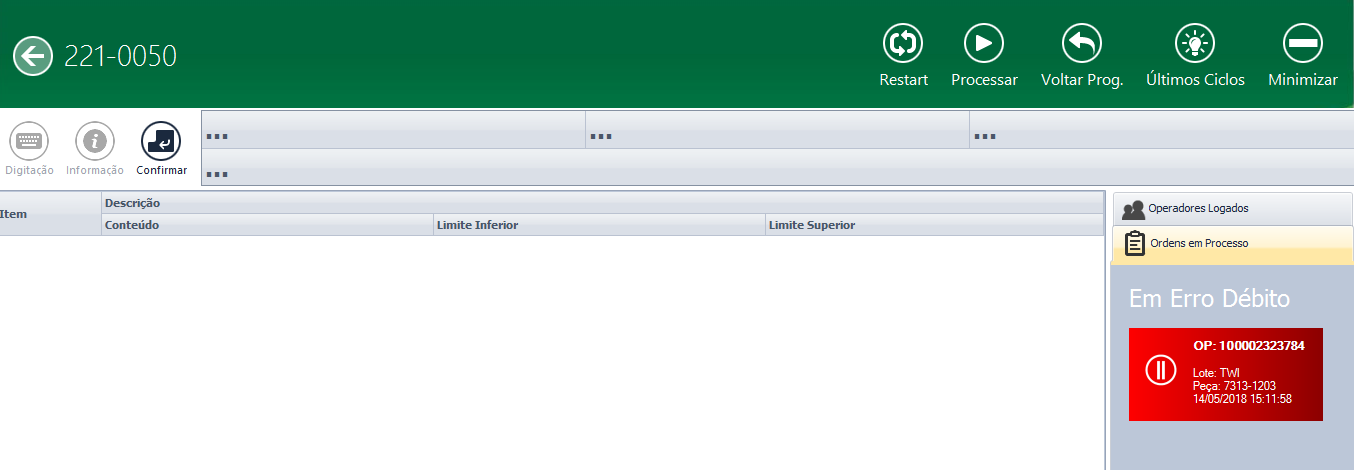 221-0050
Restart
Processar
Voltar Prog.
Últimos Ciclos
Minimizar
Digitação
Informação
Confirmar
...
...
...
...
Item
Descrição
Conteúdo
Limite Inferior
Limite Superior
Operadores Logados
Ordens em Processo
Em Erro Débito
OP: 100002323784
Lote: TWI
Peça: 7313-1203
14/05/2018 15:11:58